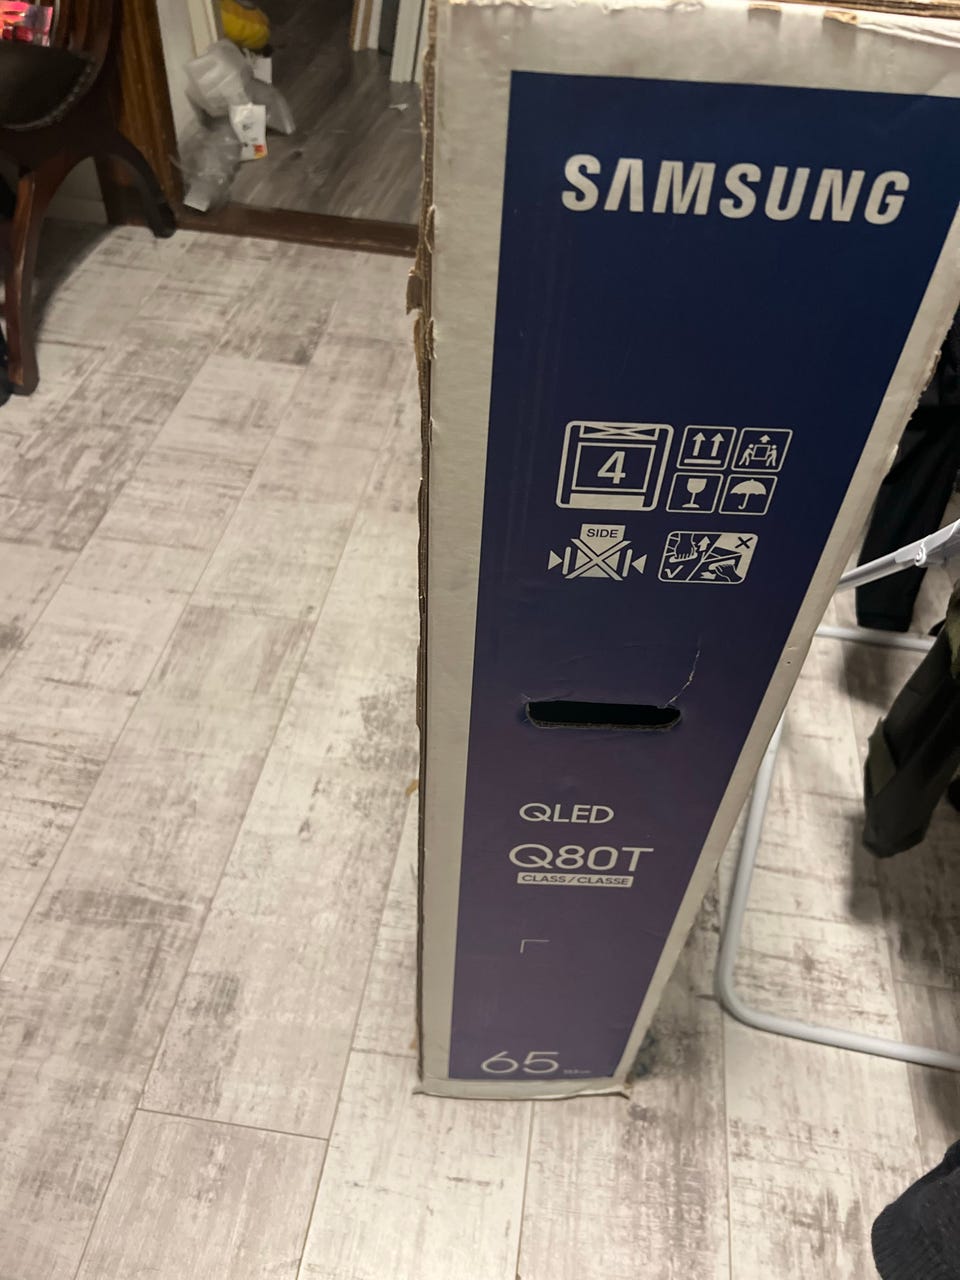 SAMSUNG
4
SIDE
QLED
Q80T
CLASS / CLASSE
65